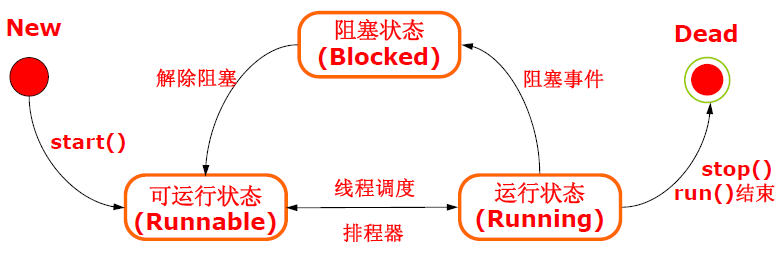 New
阻塞状态
(Blocked)
Dead
解除阻塞
阻塞事件
start()
可运行状态
(Runnable)
线程调度
排程器
运行状态
(Running)
stop()
run()结束